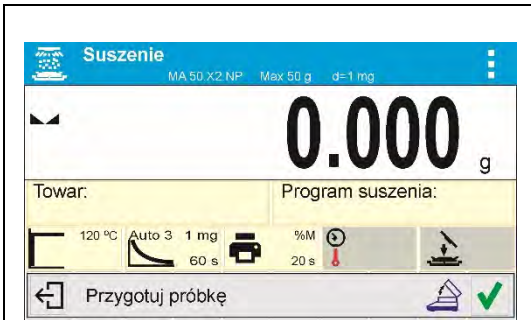 Suszenie
MA 50.X2.NP Max 50 g d=1 mg
0.000 g
Towar: Program suszenia:
120 °C Auto 3 1 mg %M
60 s 20 s
Przygotuj próbkę